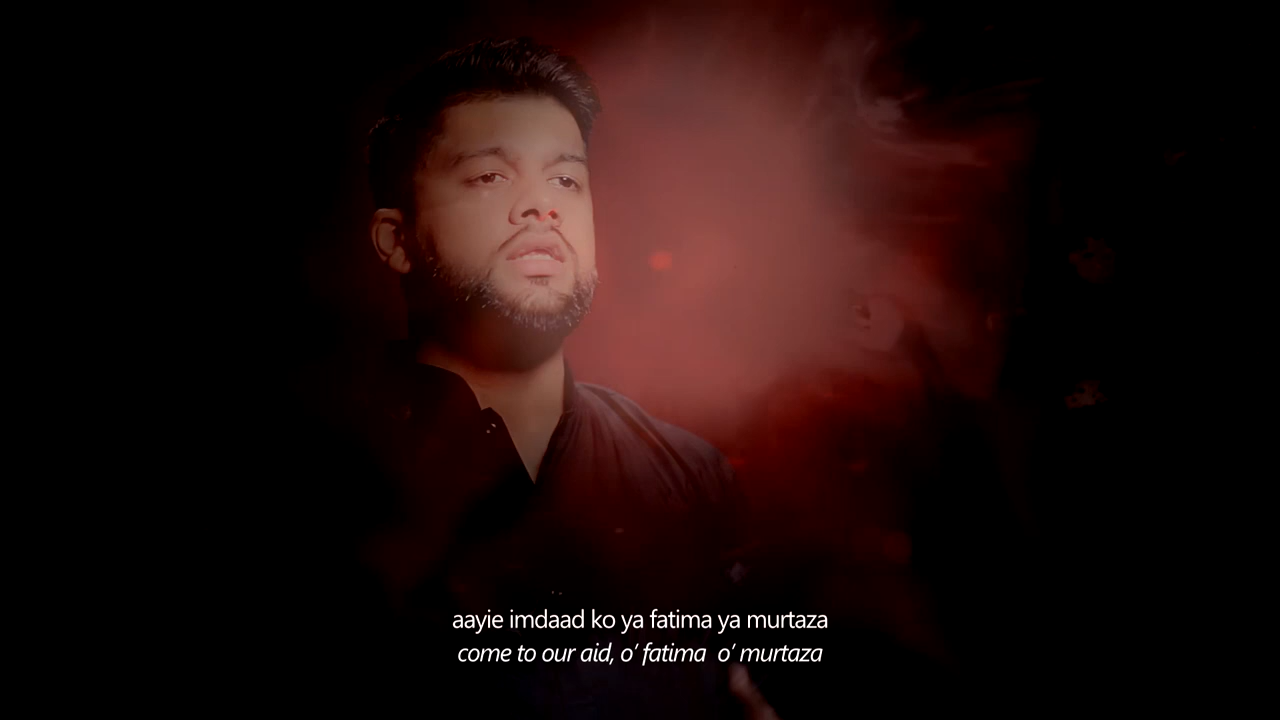 aayie imdaad ko ya fatima ya murtaza
come to our aid, o' fatima  o' murtaza